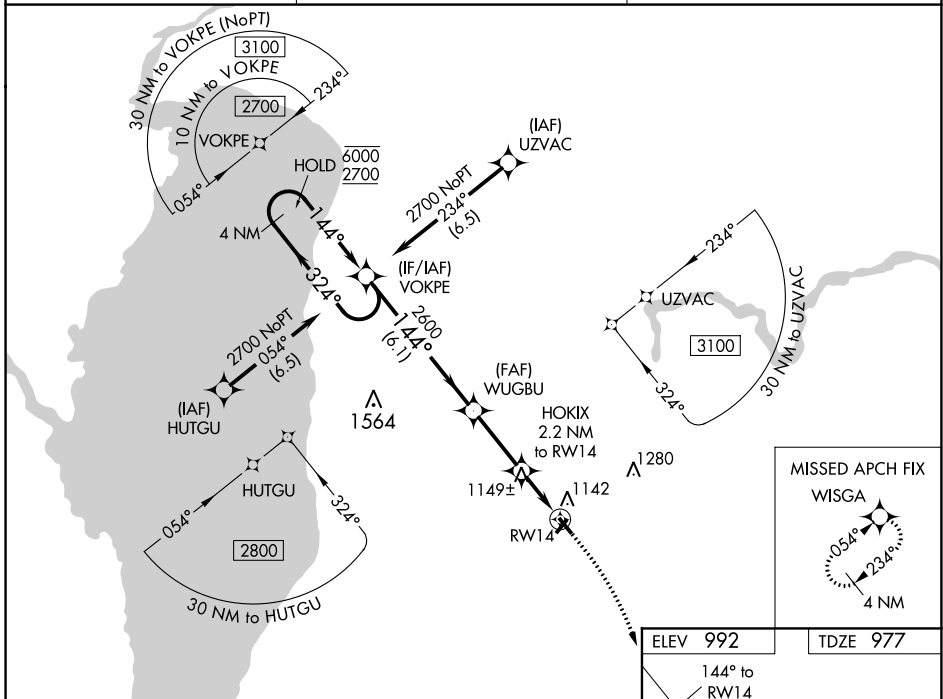 30 NM to VOKPE (NoPT)
3100
10 NM to VOKPE
2700
234°
VOKPE
054°
HOLD
6000
2700
4 NM
144°
324°
(IAF)
UZVAC
2700 NoPT
234°
(6.5)
(IF/IAF)
VOKPE
2600
144°
(6.1)
2700 NoPT
054°
(6.5)
(IAF)
HUTGU
1564
(FAF)
WUGBU
HOKIX
2.2 NM
to RW14
1149±
1142
1280
RW14
234°
UZVAC
3100
324°
30 NM to UZVAC
HUTGU
054°
324°
2800
30 NM to HUTGU
MISSED APCH FIX
WISGA
054°
234°
4 NM
ELEV 992
TDZE 977
144° to
RW14